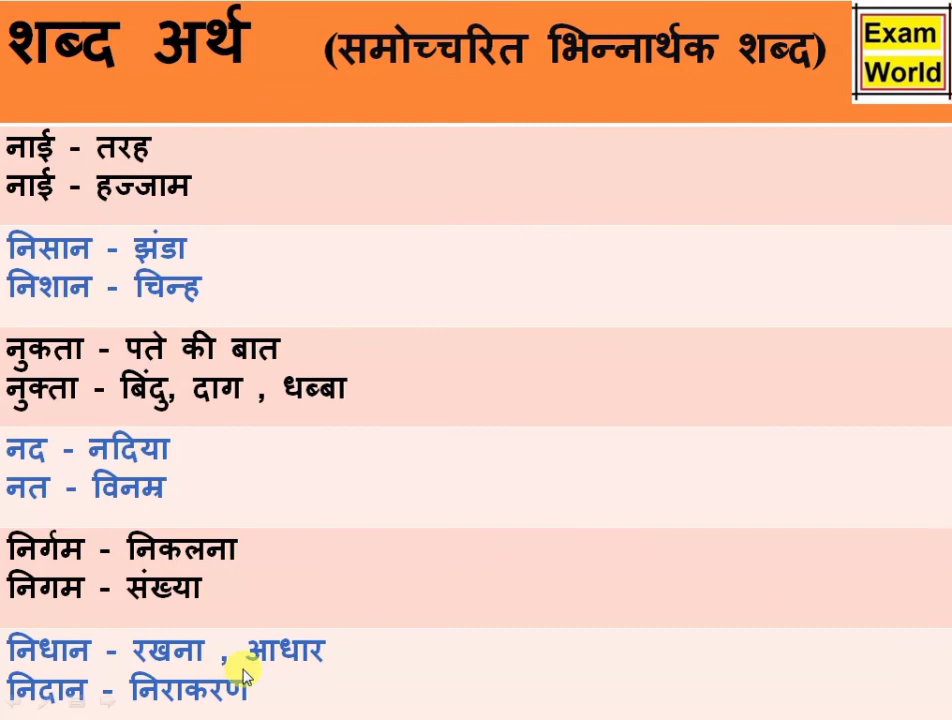 शब्द अर्थ (समोच्चरित भिन्नार्थक शब्द)
Exam
World
नाई - तरह
नाई - हज्जाम
निसान - झंडा
निशान - चिन्ह
नुकता - पते की बात
नुक्ता - बिंदु, दाग , धब्बा
नद - नदिया
नत - विनम्र
निर्गम - निकलना
निगम - संख्या
निधान - रखना , आधार
निदान - निराकरण